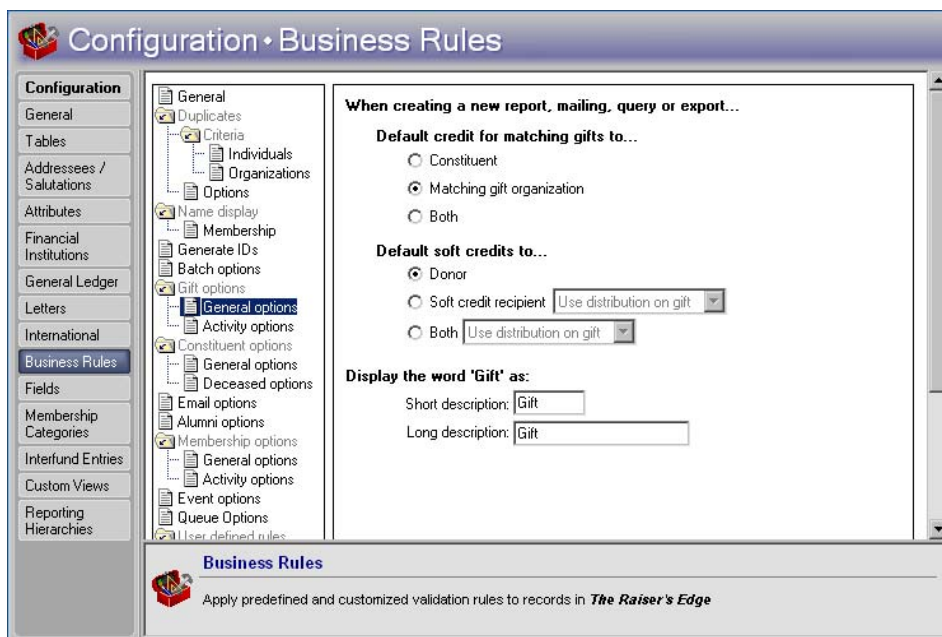 Configuration • Business Rules
Configuration
General
Tables
Addressees /
Salutations
Attributes
Financial
Institutions
General Ledger
Letters
International
Business Rules
Fields
Membership
Categories
Interfund Entries
Custom Views
Reporting
Hierarchies
General
Duplicates
Criteria
Individuals
Organizations
Options
Name display
Membership
Generate IDs
Batch options
Gift options
General options
Activity options
Constituent options
General options
Deceased options
Email options
Alumni options
Membership options
General options
Activity options
Event options
Queue Options
User defined rules
When creating a new report, mailing, query or export...
Default credit for matching gifts to...
Constituent
Matching gift organization
Both
Default soft credits to...
Donor
Soft credit recipient Use distribution on gift
Both Use distribution on gift
Display the word 'Gift' as:
Short description: Gift
Long description: Gift
Business Rules
Apply predefined and customized validation rules to records in The Raiser's Edge